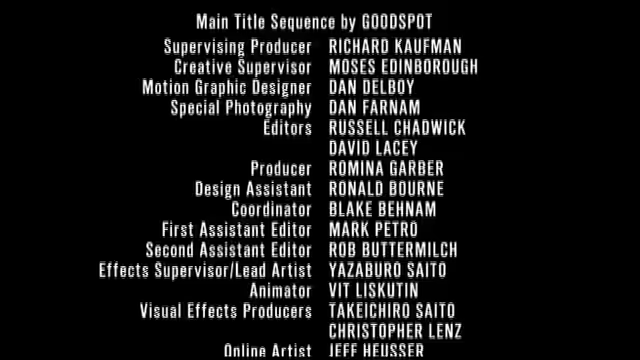 Main Title Sequence by GOODSPOT
Supervising Producer RICHARD KAUFMAN
Creative Supervisor MOSES EDINBOROUGH
Motion Graphic Designer DAN DELBOY
Special Photography DAN FARNAM
Editors RUSSELL CHADWICK
DAVID LACEY
Producer ROMINA GARBER
Design Assistant RONALD BOURNE
Coordinator BLAKE BEHNAM
First Assistant Editor MARK PETRO
Second Assistant Editor ROB BUTTERMILCH
Effects Supervisor/Lead Artist YAZABURO SAITO
Animator VIT LISKUTIN
Visual Effects Producers TAKEICHIRO SAITO
CHRISTOPHER LENZ
Online Artist JEFF HEUSSER